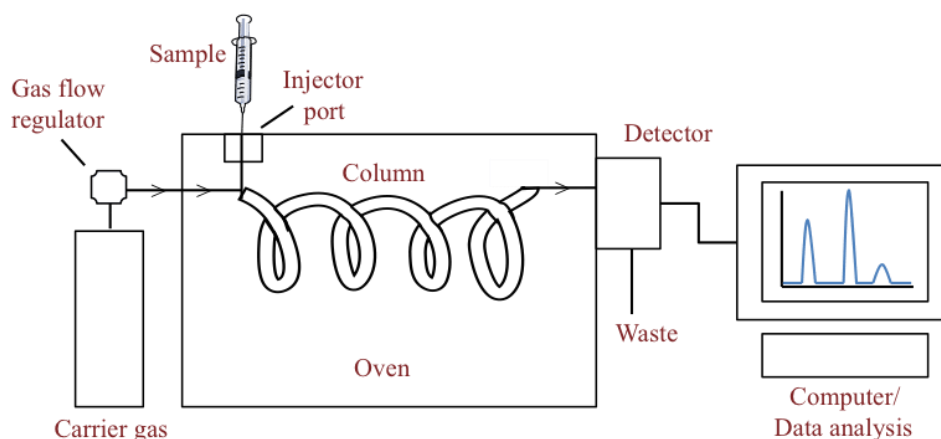 Sample
Gas flow
regulator
Injector
port
Detector
Column
Waste
Oven
Carrier gas
Computer/
Data analysis